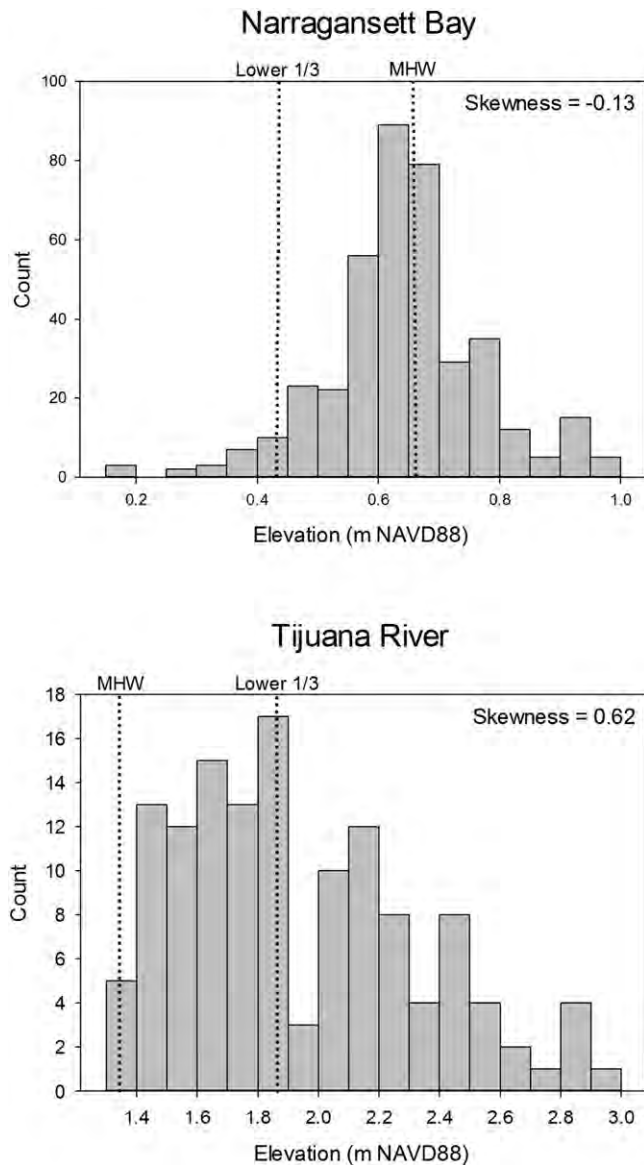 Narragansett Bay
Lower 1/3 MHW
Skewness = -0.13
100
80
60
40
20
0
Count
0.2 0.4 0.6 0.8 1.0
Elevation (m NAVD88)
Tijuana River
MHW Lower 1/3
Skewness = 0.62
18
16
14
12
10
8
6
4
2
0
Count
1.4 1.6 1.8 2.0 2.2 2.4 2.6 2.8 3.0
Elevation (m NAVD88)